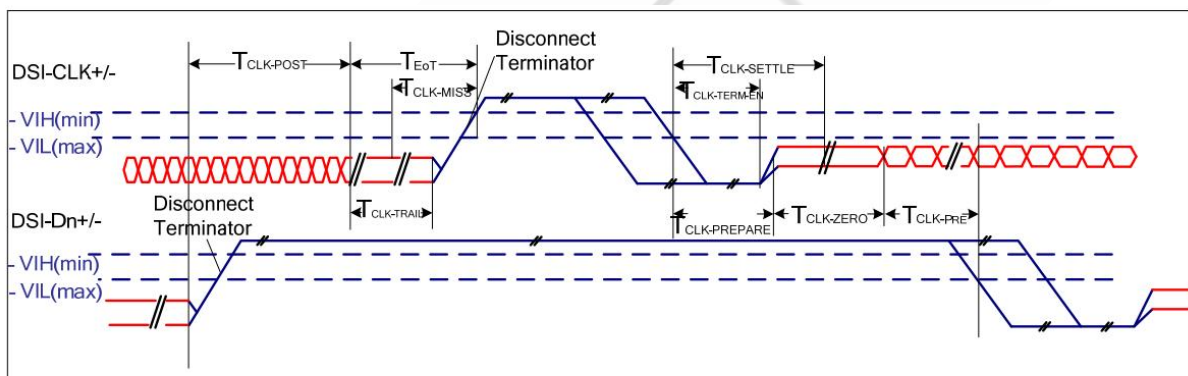 Disconnect
Terminator
DSI-CLK+/-
TCLK-POST
TEoT
TCLK-MISS
TCLK-SETTLE
TCLK-TERM-EN
- VIH(min)
- VIL(max)
TCLK-TRAIL
TCLK-PREPARE
TCLK-ZERO
TCLK-PRE
DSI-Dn+/-
Disconnect
Terminator
- VIH(min)
- VIL(max)